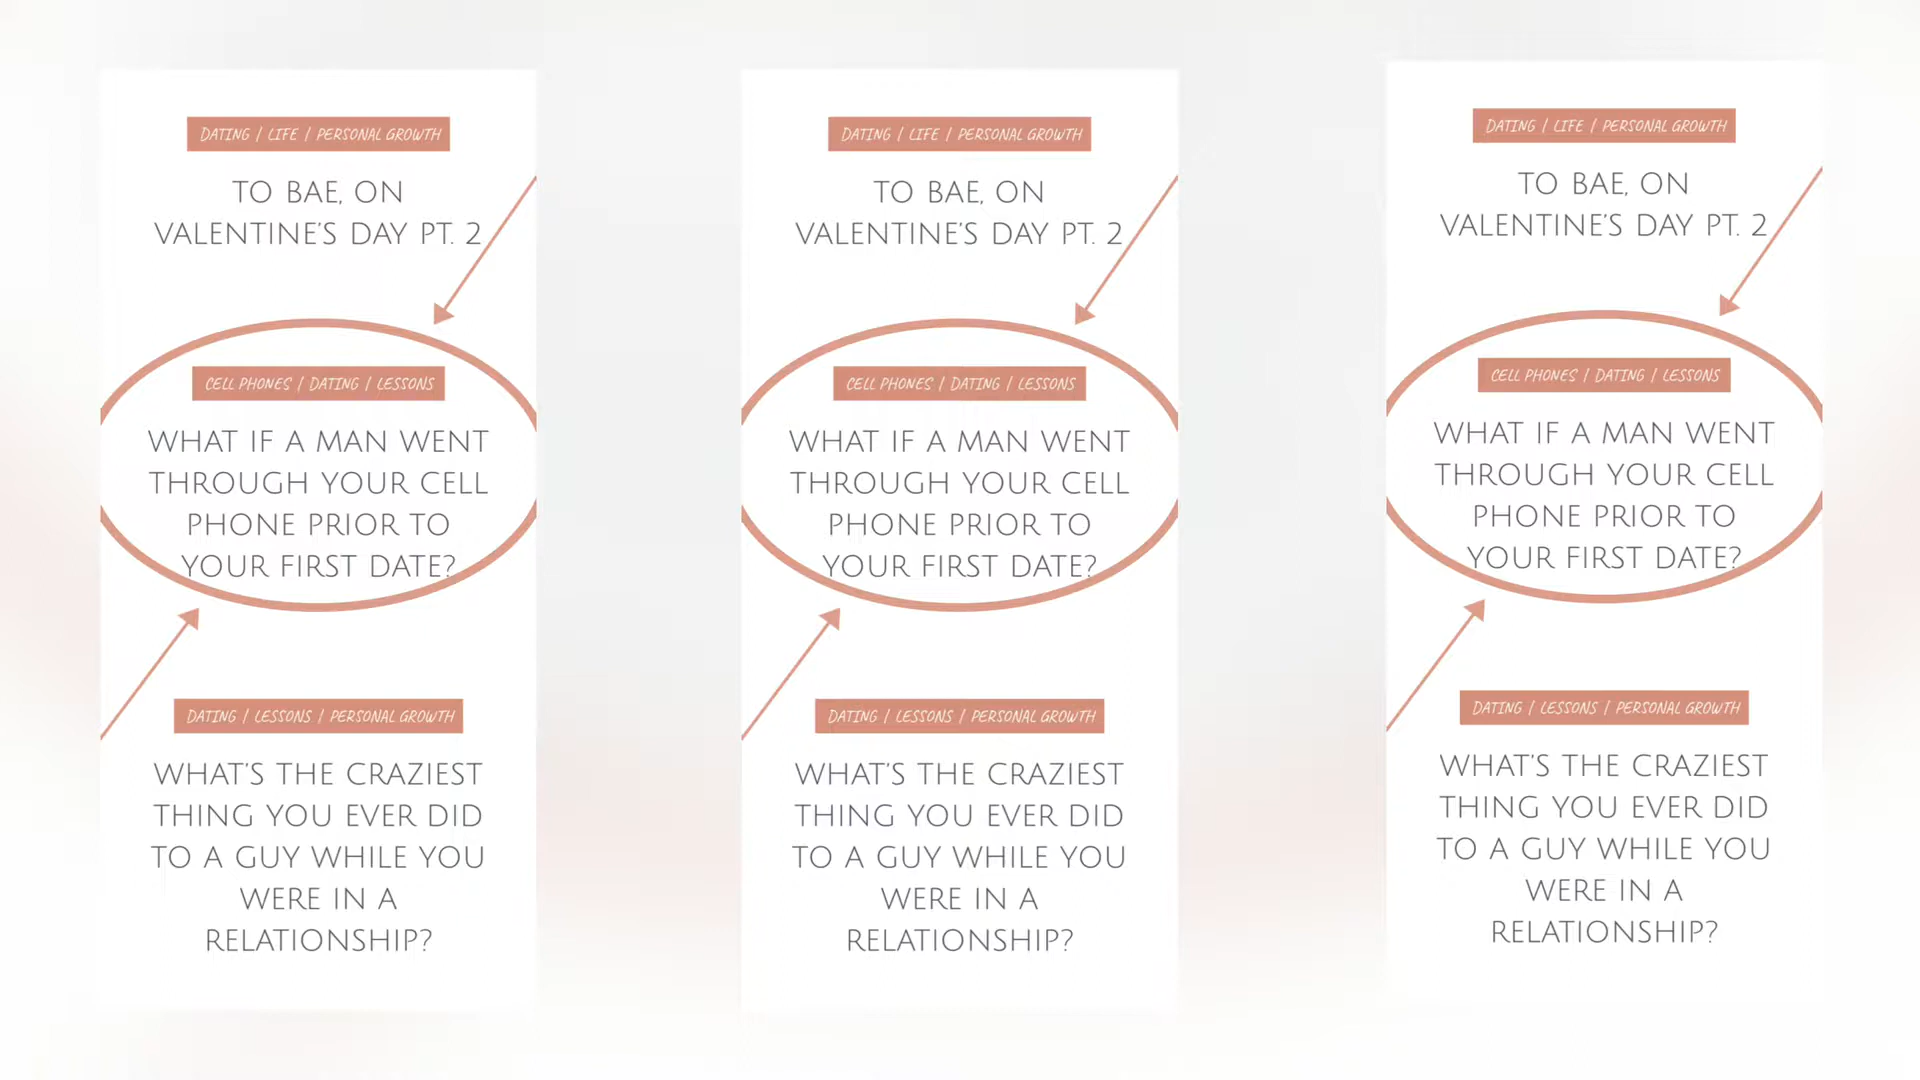 DATING / LIFE / PERSONAL GROWTH
TO BAE, ON
VALENTINE'S DAY PT. 2
CELL PHONES / DATING / LESSONS
WHAT IF A MAN WENT
THROUGH YOUR CELL
PHONE PRIOR TO
YOUR FIRST DATE?
DATING / LESSONS / PERSONAL GROWTH
WHAT'S THE CRAZIEST
THING YOU EVER DID
TO A GUY WHILE YOU
WERE IN A
RELATIONSHIP?
DATING / LIFE / PERSONAL GROWTH
TO BAE, ON
VALENTINE'S DAY PT. 2
CELL PHONES / DATING / LESSONS
WHAT IF A MAN WENT
THROUGH YOUR CELL
PHONE PRIOR TO
YOUR FIRST DATE?
DATING / LESSONS / PERSONAL GROWTH
WHAT'S THE CRAZIEST
THING YOU EVER DID
TO A GUY WHILE YOU
WERE IN A
RELATIONSHIP?
DATING / LIFE / PERSONAL GROWTH
TO BAE, ON
VALENTINE'S DAY PT. 2
CELL PHONES / DATING / LESSONS
WHAT IF A MAN WENT
THROUGH YOUR CELL
PHONE PRIOR TO
YOUR FIRST DATE?
DATING / LESSONS / PERSONAL GROWTH
WHAT'S THE CRAZIEST
THING YOU EVER DID
TO A GUY WHILE YOU
WERE IN A
RELATIONSHIP?